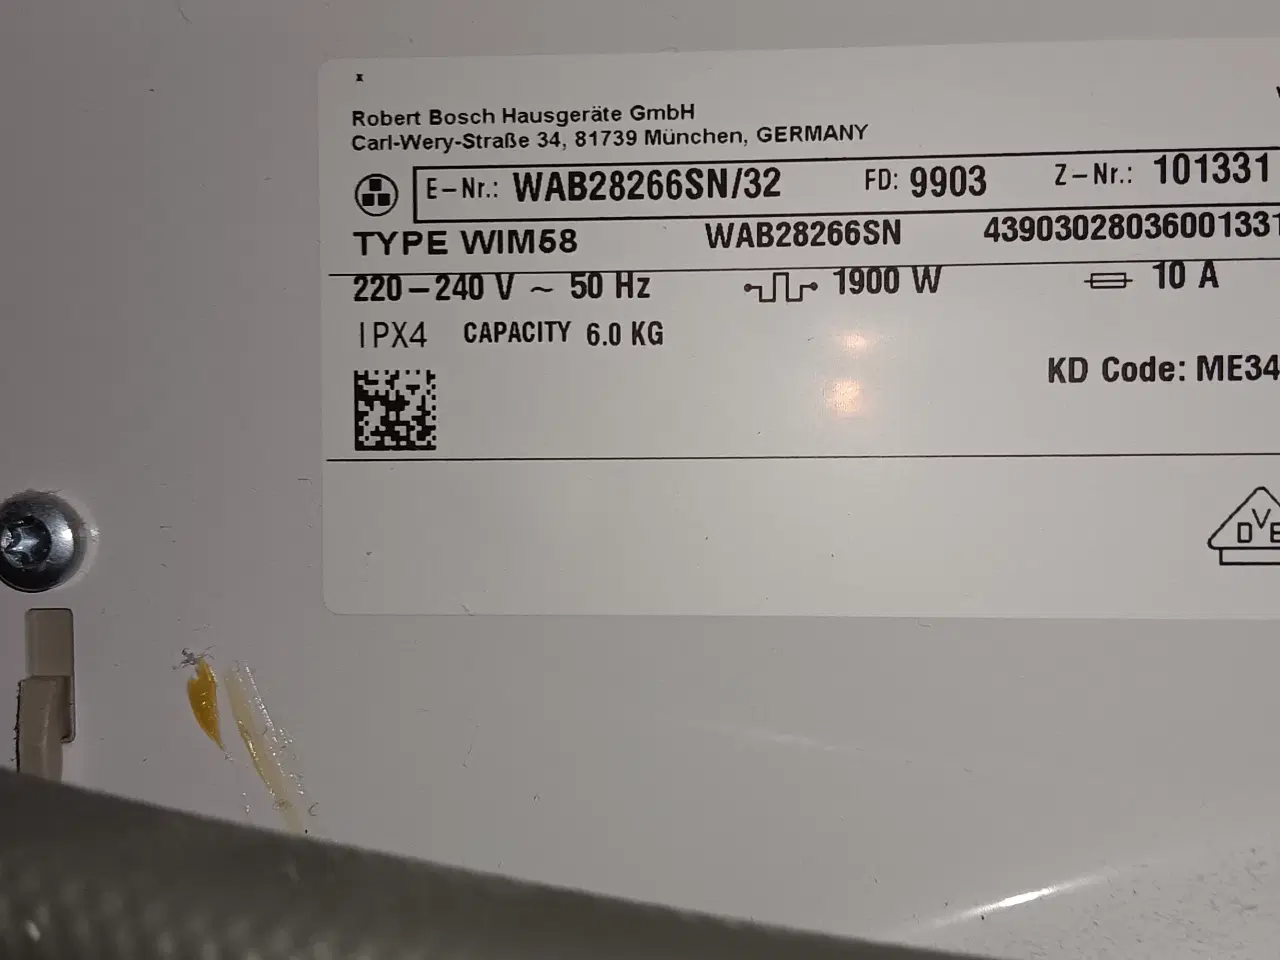 x
Robert Bosch Hausgeräte GmbH
Carl-Wery-Straße 34, 81739 München, GERMANY
E-Nr.: WAB28266SN/32 FD: 9903 Z-Nr.: 101331
TYPE WIM58 WAB28266SN 43903028036001331
220-240 V ~ 50 Hz 1900 W 10 A
IPX4 CAPACITY 6.0 KG
KD Code: ME34
DVE